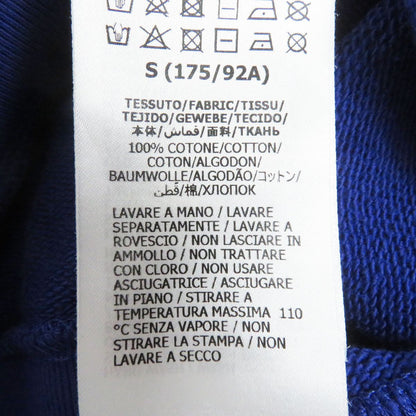 S (175/92A)
TESSUTO/FABRIC/TISSU/
TEJIDO/GEWEBE/TECIDO/
本体/قماش/面料/ТКАНЬ
100% COTONE/COTTON/
COTON/ALGODON/
BAUMWOLLE/ALGODÃO/コットン/
قطن/棉/ХЛОПОК
LAVARE A MANO / LAVARE
SEPARATAMENTE / LAVARE A
ROVESCIO / NON LASCIARE IN
AMMOLLO / NON TRATTARE
CON CLORO / NON USARE
ASCIUGATRICE / ASCIUGARE
IN PIANO / STIRARE A
TEMPERATURA MASSIMA 110
°C SENZA VAPORE / NON
STIRARE LA STAMPA / NON
LAVARE A SECCO